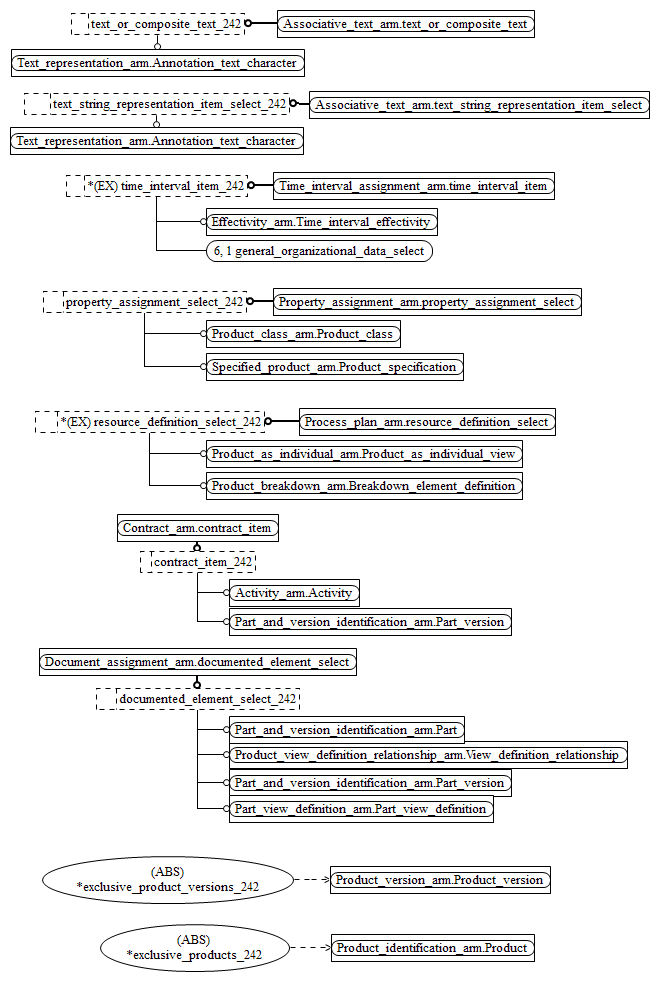 text_or_composite_text_242
Associative_text_arm.text_or_composite_text
Text_representation_arm.Annotation_text_character
text_string_representation_item_select_242
Associative_text_arm.text_string_representation_item_select
Text_representation_arm.Annotation_text_character
*(EX) time_interval_item_242
Time_interval_assignment_arm.time_interval_item
Effectivity_arm.Time_interval_effectivity
6, 1 general_organizational_data_select
property_assignment_select_242
Property_assignment_arm.property_assignment_select
Product_class_arm.Product_class
Specified_product_arm.Product_specification
*(EX) resource_definition_select_242
Process_plan_arm.resource_definition_select
Product_as_individual_arm.Product_as_individual_view
Product_breakdown_arm.Breakdown_element_definition
Contract_arm.contract_item
contract_item_242
Activity_arm.Activity
Part_and_version_identification_arm.Part_version
Document_assignment_arm.documented_element_select
documented_element_select_242
Part_and_version_identification_arm.Part
Product_view_definition_relationship_arm.View_definition_relationship
Part_and_version_identification_arm.Part_version
Part_view_definition_arm.Part_view_definition
(ABS)
*exclusive_product_versions_242
Product_version_arm.Product_version
(ABS)
*exclusive_products_242
Product_identification_arm.Product